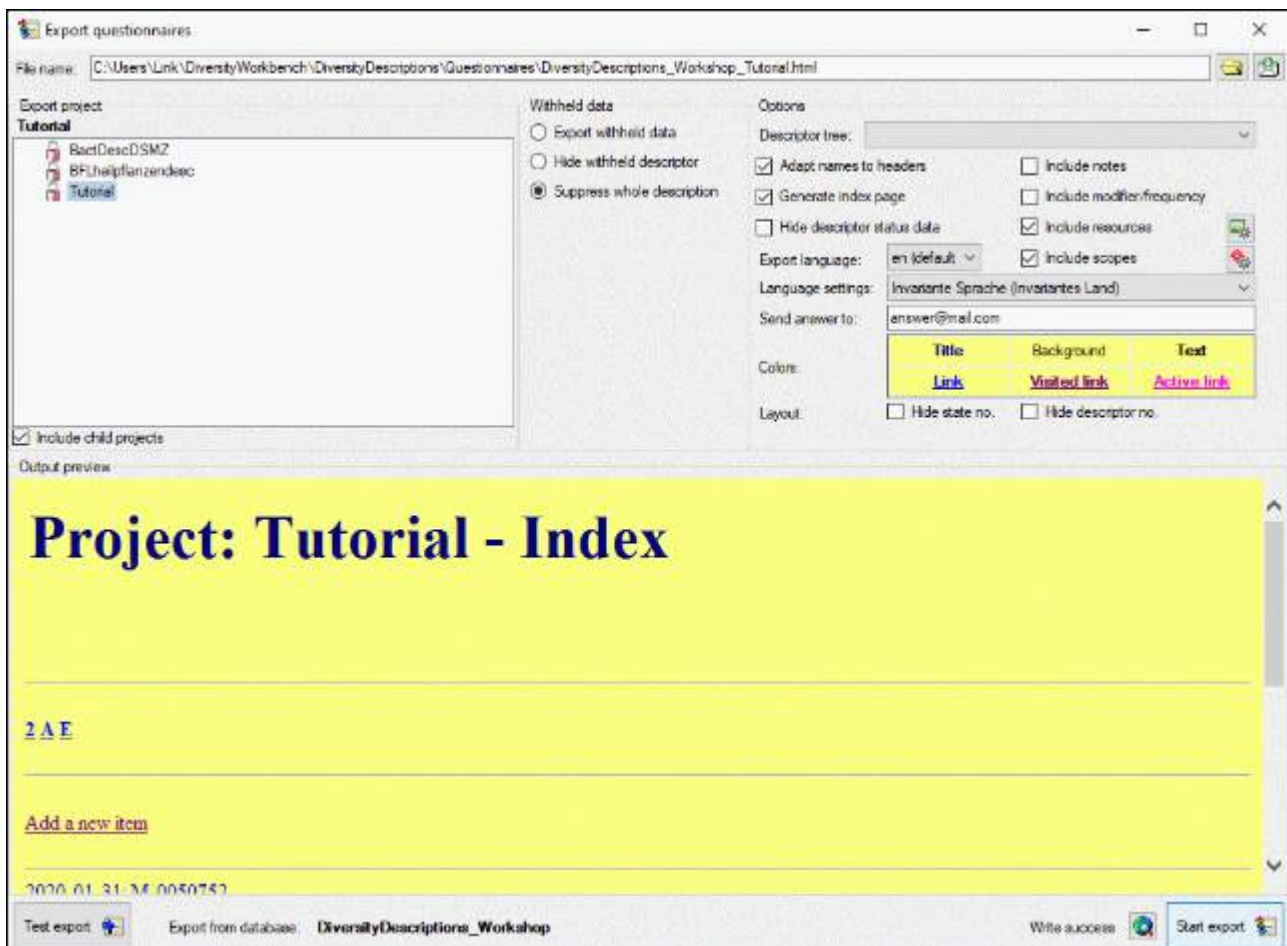 Export questionnaires
File name: C:\Users\Link\DiversityWorkbench\DiversityDescriptions\Questionnaires\DiversityDescriptions_Workshop_Tutorial.html
Export project
Tutorial
BactDescDSMZ
BFLheilpflanzendesc
Tutorial
Include child projects
Withheld data
Export withheld data
Hide withheld descriptor
Suppress whole description
Options
Descriptor tree:
Adapt names to headers Include notes
Generate index page Include modifier/frequency
Hide descriptor status data Include resources
Export language: en (default Include scopes
Language settings: Invariante Sprache (Invariantes Land)
Send answer to: answer@mail.com
Colors: Title Background Text
Link Visited link Active link
Layout: Hide state no. Hide descriptor no.
Output preview
Project: Tutorial - Index
2 A E
Add a new item
2020-01-31-M-0050752
Test export Export from database: DiversityDescriptions_Workshop Write success Start export